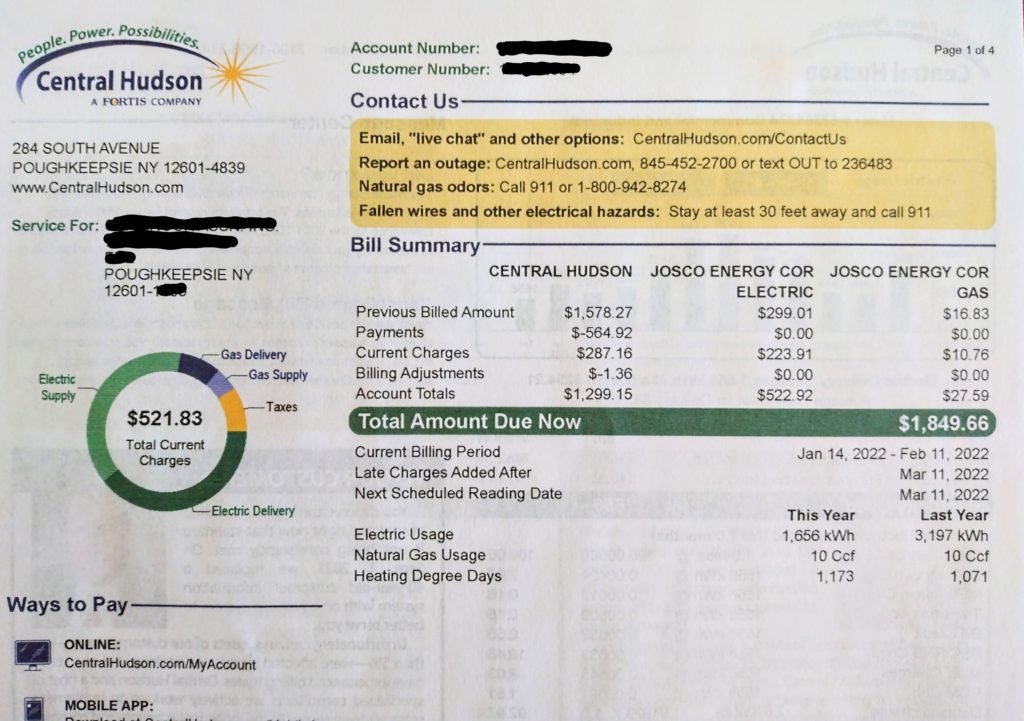 People. Power. Possibilities.
Central Hudson
A FORTIS COMPANY
284 SOUTH AVENUE
POUGHKEEPSIE NY 12601-4839
www.CentralHudson.com
Account Number:
Customer Number:
Page 1 of 4
Contact Us
Email, "live chat" and other options: CentralHudson.com/ContactUs
Report an outage: CentralHudson.com, 845-452-2700 or text OUT to 236483
Natural gas odors: Call 911 or 1-800-942-8274
Fallen wires and other electrical hazards: Stay at least 30 feet away and call 911
Service For:
POUGHKEEPSIE NY
12601-
Bill Summary
CENTRAL HUDSON JOSCO ENERGY COR JOSCO ENERGY COR
ELECTRIC GAS
Previous Billed Amount $1,578.27 $299.01 $16.83
Payments $-564.92 $0.00 $0.00
Current Charges $287.16 $223.91 $10.76
Billing Adjustments $-1.36 $0.00 $0.00
Account Totals $1,299.15 $522.92 $27.59
Total Amount Due Now $1,849.66
Current Billing Period Jan 14, 2022 - Feb 11, 2022
Late Charges Added After Mar 11, 2022
Next Scheduled Reading Date Mar 11, 2022
This Year Last Year
Electric Usage 1,656 kWh 3,197 kWh
Natural Gas Usage 10 Ccf 10 Ccf
Heating Degree Days 1,173 1,071
Gas Delivery
Gas Supply
Electric
Supply
Taxes
$521.83
Total Current
Charges
Electric Delivery
Ways to Pay
ONLINE:
CentralHudson.com/MyAccount
MOBILE APP: